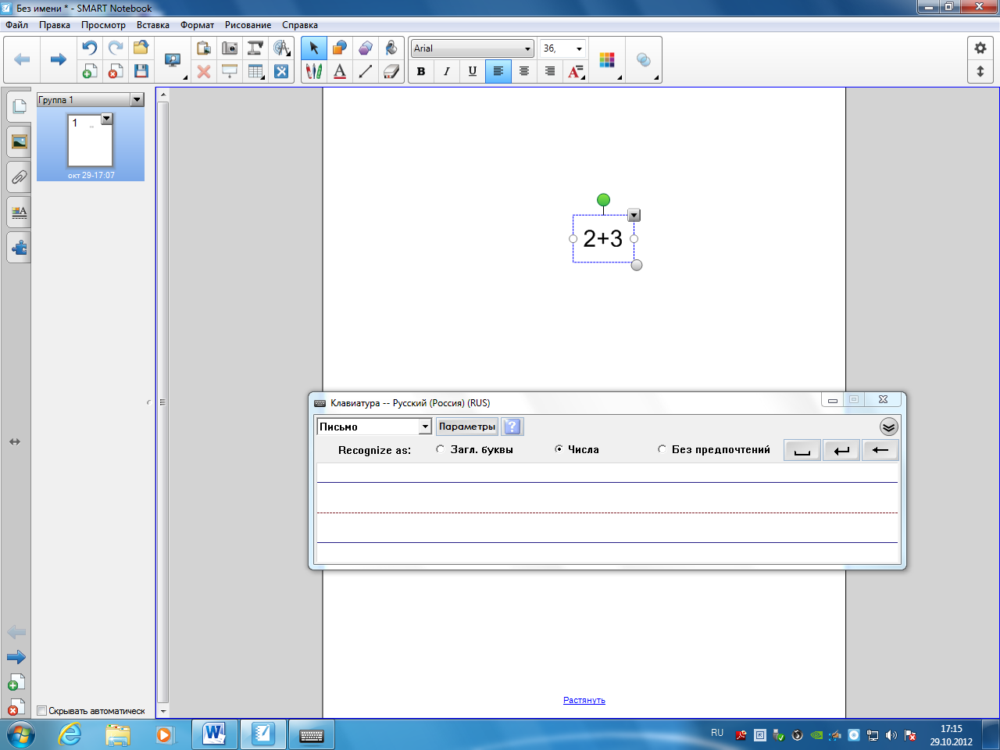 Без имени * - SMART Notebook
Файл Правка Просмотр Вставка Формат Рисование Справка
Arial 36,
B I U A
Группа 1
1
окт 29-17:07
2+3
Клавиатура -- Русский (Россия) (RUS)
Письмо Параметры ?
Recognize as: Загл. буквы Числа Без предпочтений
Растянуть
Скрывать автоматическ
RU 17:15
29.10.2012